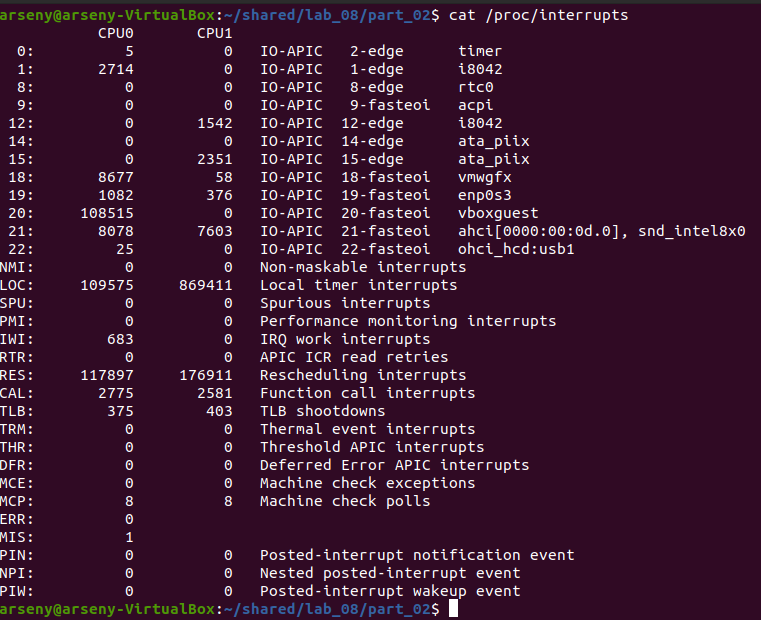 arseny@arseny-VirtualBox:~/shared/lab_08/part_02$ cat /proc/interrupts
           CPU0       CPU1
  0:          5          0   IO-APIC   2-edge      timer
  1:       2714          0   IO-APIC   1-edge      i8042
  8:          0          0   IO-APIC   8-edge      rtc0
  9:          0          0   IO-APIC   9-fasteoi   acpi
 12:          0       1542   IO-APIC  12-edge      i8042
 14:          0          0   IO-APIC  14-edge      ata_piix
 15:          0       2351   IO-APIC  15-edge      ata_piix
 18:       8677         58   IO-APIC  18-fasteoi   vmwgfx
 19:       1082        376   IO-APIC  19-fasteoi   enp0s3
 20:     108515          0   IO-APIC  20-fasteoi   vboxguest
 21:       8078       7603   IO-APIC  21-fasteoi   ahci[0000:00:0d.0], snd_intel8x0
 22:         25          0   IO-APIC  22-fasteoi   ohci_hcd:usb1
NMI:          0          0   Non-maskable interrupts
LOC:     109575     869411   Local timer interrupts
SPU:          0          0   Spurious interrupts
PMI:          0          0   Performance monitoring interrupts
IWI:        683          0   IRQ work interrupts
RTR:          0          0   APIC ICR read retries
RES:     117897     176911   Rescheduling interrupts
CAL:       2775       2581   Function call interrupts
TLB:        375        403   TLB shootdowns
TRM:          0          0   Thermal event interrupts
THR:          0          0   Threshold APIC interrupts
DFR:          0          0   Deferred Error APIC interrupts
MCE:          0          0   Machine check exceptions
MCP:          8          8   Machine check polls
ERR:          0
MIS:          1
PIN:          0          0   Posted-interrupt notification event
NPI:          0          0   Nested posted-interrupt event
PIW:          0          0   Posted-interrupt wakeup event
arseny@arseny-VirtualBox:~/shared/lab_08/part_02$